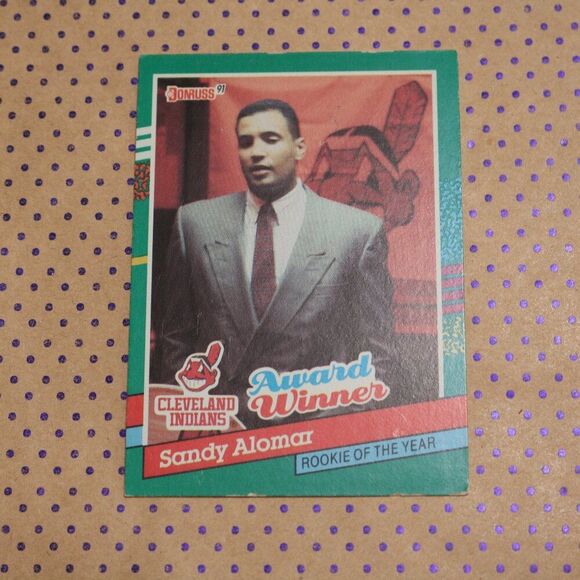 DONRUSS 91
Award
Winner
CLEVELAND
INDIANS
Sandy Alomar
ROOKIE OF THE YEAR